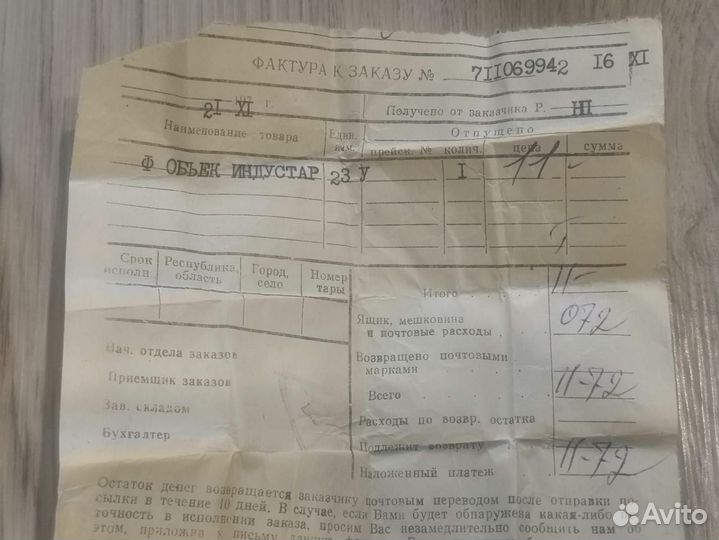 ФАКТУРА К ЗАКАЗУ № 711069942 16 XI
21 XI г.
Получено от заказчика Р. НП
Наименование товара Един. изм. Отпущено
прейск. № колич. цена сумма
Ф ОБЬЕК ИНДУСТАР 23 У I 11-
Срок исполн. Республика, область Город, село Номер тары
Итого 11-
Ящик, мешковина и почтовые расходы 072
Возвращено почтовыми марками
Всего 11-72
Расходы по возвр. остатка
Подлежит возврату
Наложенный платеж 11-72
Нач. отдела заказов
Приемщик заказов
Зав. складом
Бухгалтер
Остаток денег возвращается заказчику почтовым переводом после отправки по-
сылки в течение 10 дней. В случае, если Вами будет обнаружена какая-либо
точность в исполнении заказа, просим Вас незамедлительно сообщить нам об
этом, приложив к письму
Avito